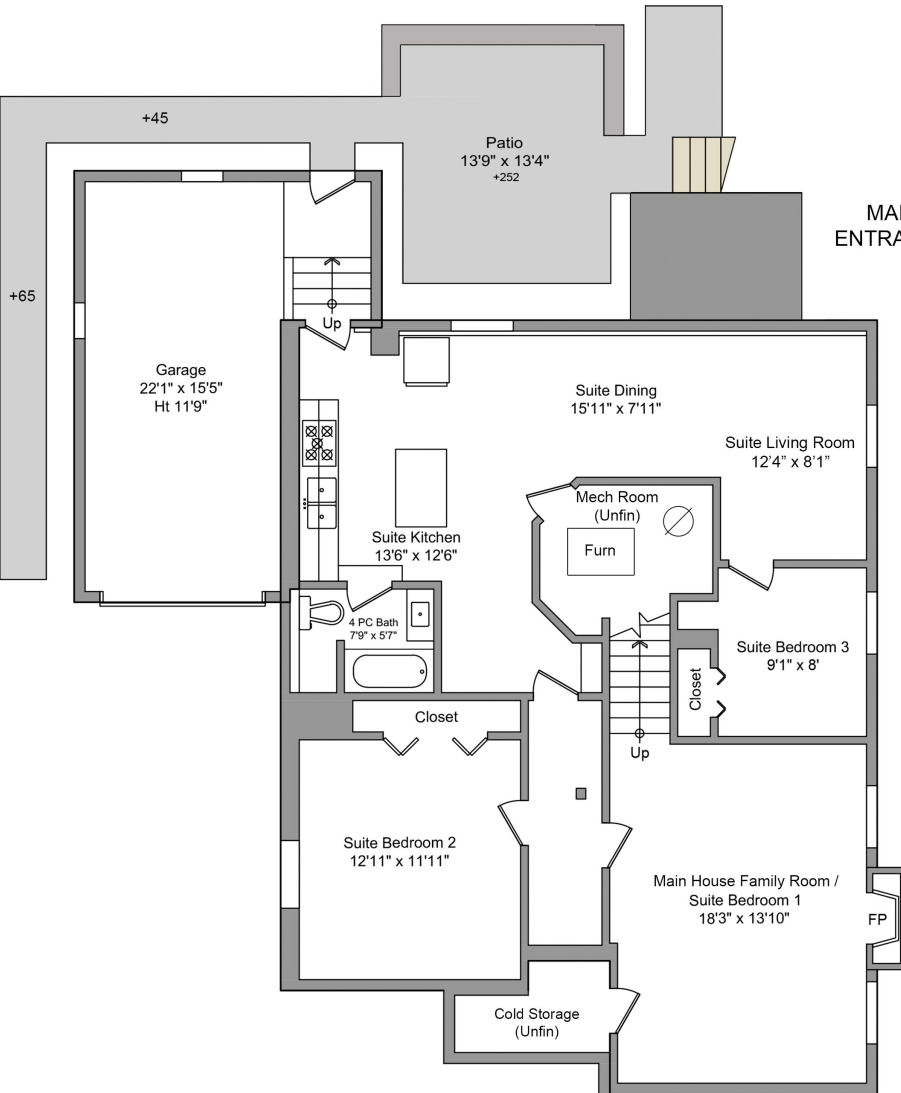 +45
Patio
13'9" x 13'4"
+252
MAI
ENTRA
+65
Up
Garage
22'1" x 15'5"
Ht 11'9"
Suite Dining
15'11" x 7'11"
Suite Living Room
12'4” x 8’1”
Mech Room
(Unfin)
Furn
Suite Kitchen
13'6" x 12'6"
4 PC Bath
7'9" x 5'7"
Suite Bedroom 3
9'1" x 8'
Closet
Closet
Up
Suite Bedroom 2
12'11" x 11'11"
Main House Family Room /
Suite Bedroom 1
18'3" x 13'10"
FP
Cold Storage
(Unfin)